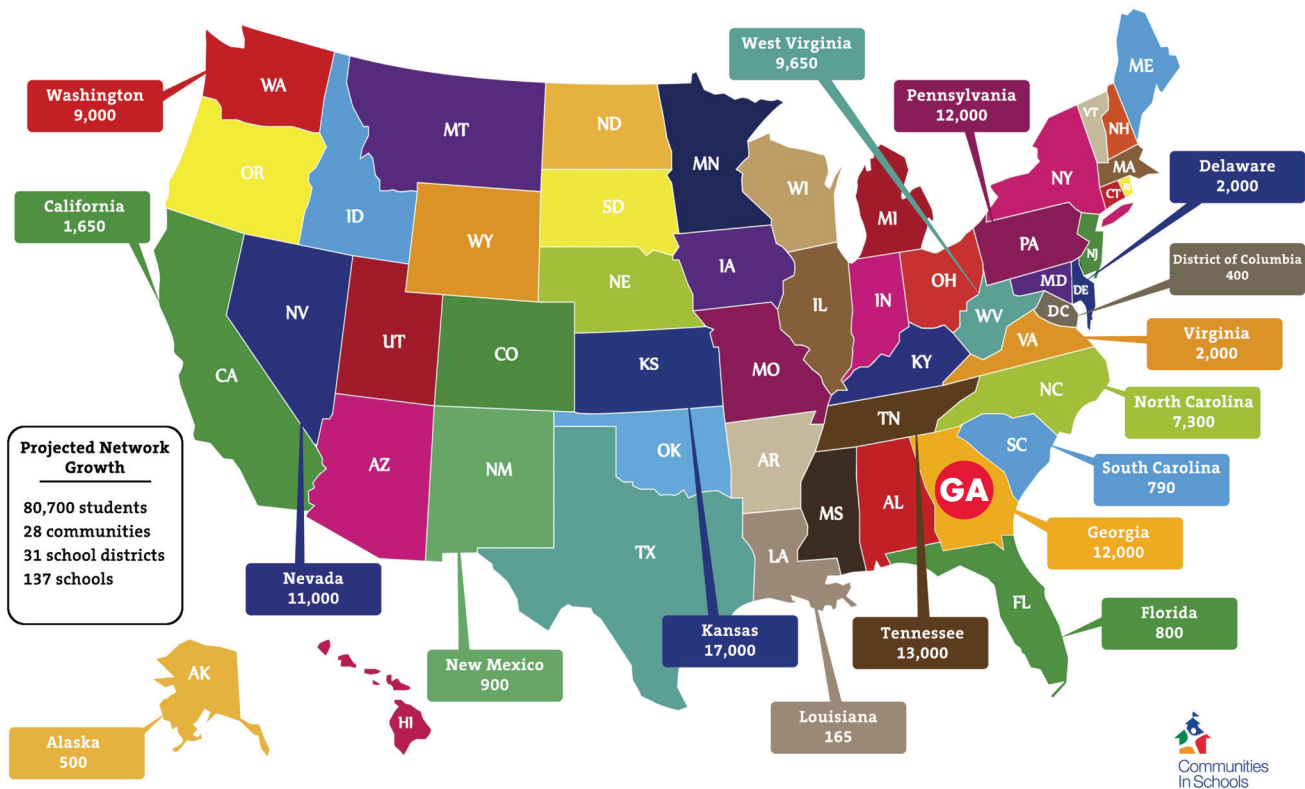 Washington
9,000
California
1,650
West Virginia
9,650
Pennsylvania
12,000
Delaware
2,000
District of Columbia
400
Virginia
2,000
North Carolina
7,300
South Carolina
790
Georgia
12,000
Florida
800
Tennessee
13,000
Louisiana
165
Kansas
17,000
New Mexico
900
Nevada
11,000
Alaska
500
Projected Network
Growth
80,700 students
28 communities
31 school districts
137 schools
WA
OR
CA
NV
ID
MT
WY
UT
AZ
CO
NM
ND
SD
NE
KS
OK
TX
MN
IA
MO
AR
LA
WI
IL
MI
IN
OH
KY
TN
MS
AL
GA
FL
SC
NC
VA
WV
DC
MD
DE
PA
NJ
NY
CT
RI
MA
VT
NH
ME
AK
HI
Communities
In Schools